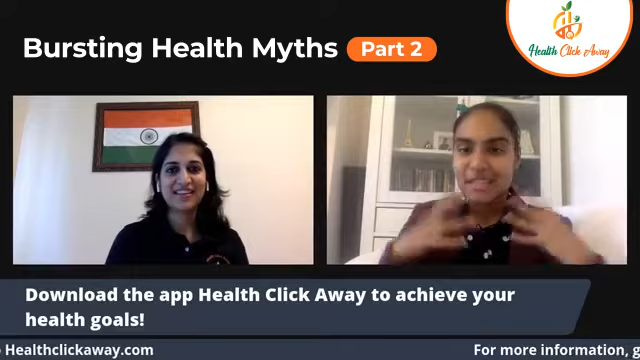 Bursting Health Myths Part 2
Health Click Away
Download the app Health Click Away to achieve your
health goals!
Healthclickaway.com
For more information, g